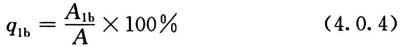 q₁b = A₁b / A × 100% (4.0.4)